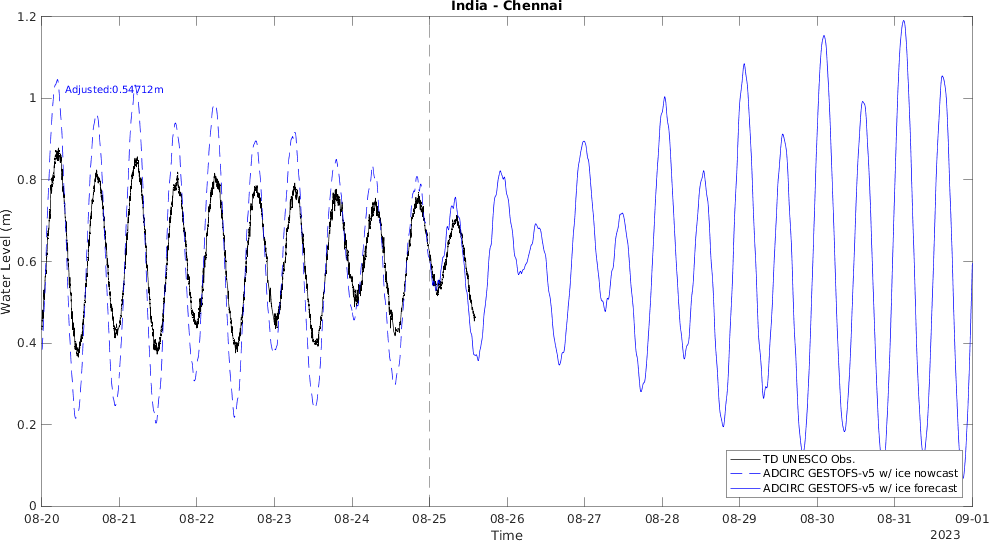 India - Chennai
1.2
1
0.8
0.6
0.4
0.2
0
Water Level (m)
Adjusted:0.54712m
TD UNESCO Obs.
ADCIRC GESTOFS-v5 w/ ice nowcast
ADCIRC GESTOFS-v5 w/ ice forecast
08-20 08-21 08-22 08-23 08-24 08-25 08-26 08-27 08-28 08-29 08-30 08-31 09-01
Time
2023